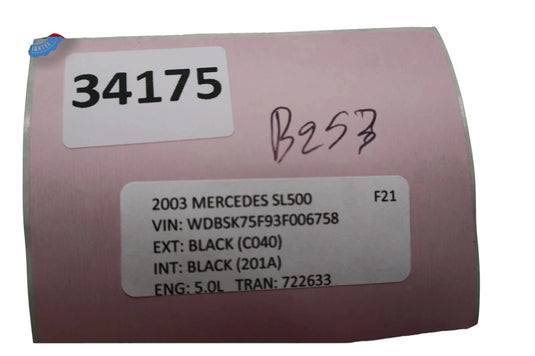 34175
B253
2003 MERCEDES SL500 F21
VIN: WDBSK75F93F006758
EXT: BLACK (C040)
INT: BLACK (201A)
ENG: 5.0L TRAN: 722633